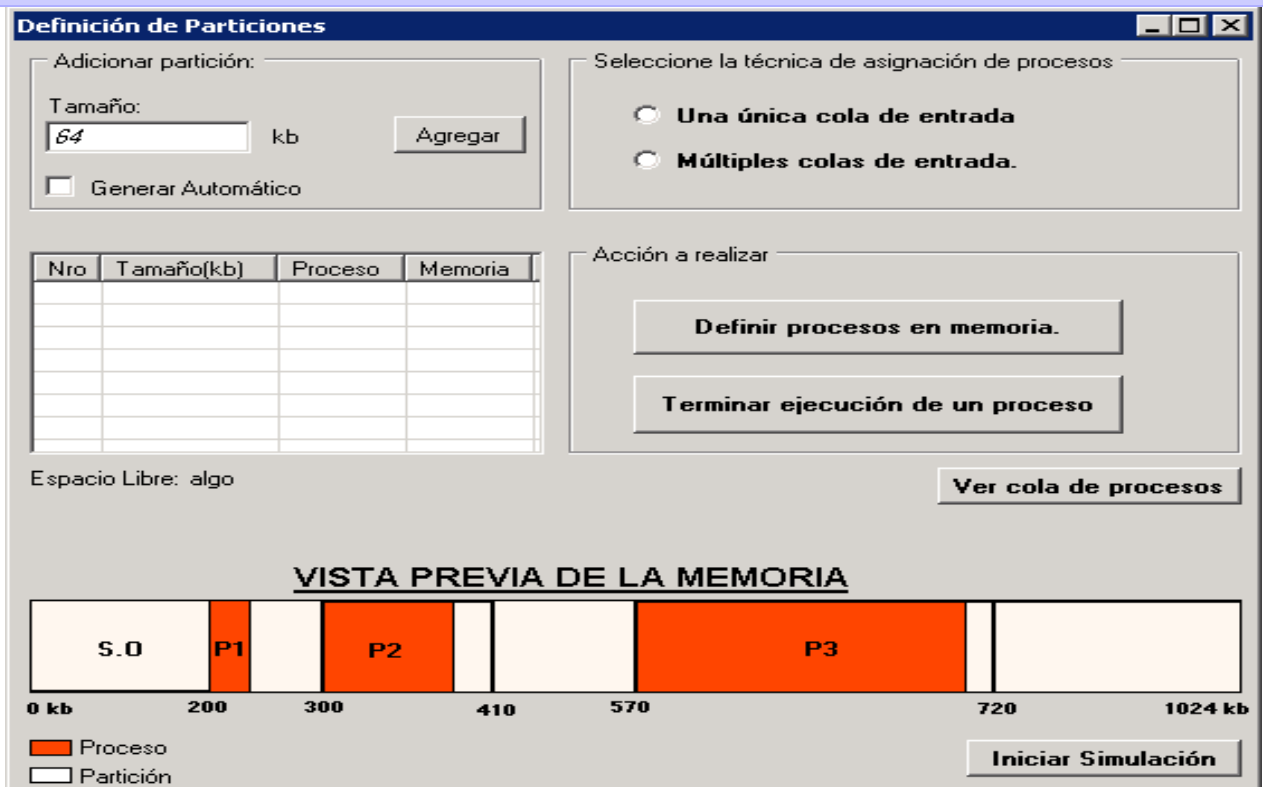 Definición de Particiones
Adicionar partición:
Tamaño:
64 kb Agregar
Generar Automático
Seleccione la técnica de asignación de procesos
Una única cola de entrada
Múltiples colas de entrada.
Nro Tamaño(kb) Proceso Memoria
Acción a realizar
Definir procesos en memoria.
Terminar ejecución de un proceso
Espacio Libre: algo
Ver cola de procesos
VISTA PREVIA DE LA MEMORIA
S.O P1 P2 P3
0 kb 200 300 410 570 720 1024 kb
Proceso
Partición
Iniciar Simulación